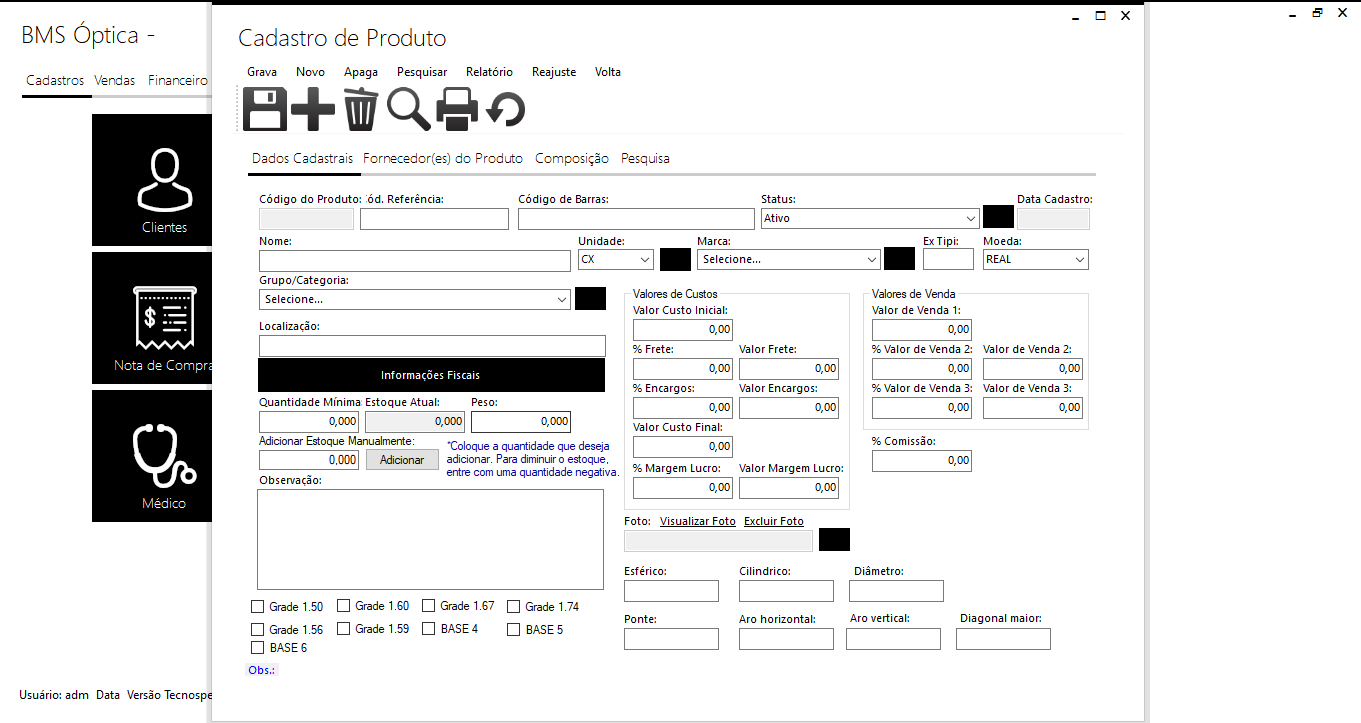 BMS Óptica -
Cadastros Vendas Financeiro
Clientes
Nota de Compra
Médico
Usuário: adm Data Versão Tecnospe
Cadastro de Produto
Grava Novo Apaga Pesquisar Relatório Reajuste Volta
Dados Cadastrais Fornecedor(es) do Produto Composição Pesquisa
Código do Produto: ód. Referência: Código de Barras: Status: Data Cadastro:
Ativo
Nome: Unidade: Marca: Ex Tipi: Moeda:
CX Selecione... REAL
Grupo/Categoria:
Selecione...
Localização:
Informações Fiscais
Quantidade Mínima Estoque Atual: Peso:
0,000 0,000 0,000
Adicionar Estoque Manualmente:
0,000 Adicionar
*Coloque a quantidade que deseja
adicionar. Para diminuir o estoque,
entre com uma quantidade negativa.
Observação:
Grade 1.50 Grade 1.60 Grade 1.67 Grade 1.74
Grade 1.56 Grade 1.59 BASE 4 BASE 5
BASE 6
Obs.:
Valores de Custos
Valor Custo Inicial:
0,00
% Frete: Valor Frete:
0,00 0,00
% Encargos: Valor Encargos:
0,00 0,00
Valor Custo Final:
0,00
% Margem Lucro: Valor Margem Lucro:
0,00 0,00
Valores de Venda
Valor de Venda 1:
0,00
% Valor de Venda 2: Valor de Venda 2:
0,00 0,00
% Valor de Venda 3: Valor de Venda 3:
0,00 0,00
% Comissão:
0,00
Foto: Visualizar Foto Excluir Foto
Esférico: Cilindrico: Diâmetro:
Ponte: Aro horizontal: Aro vertical: Diagonal maior: